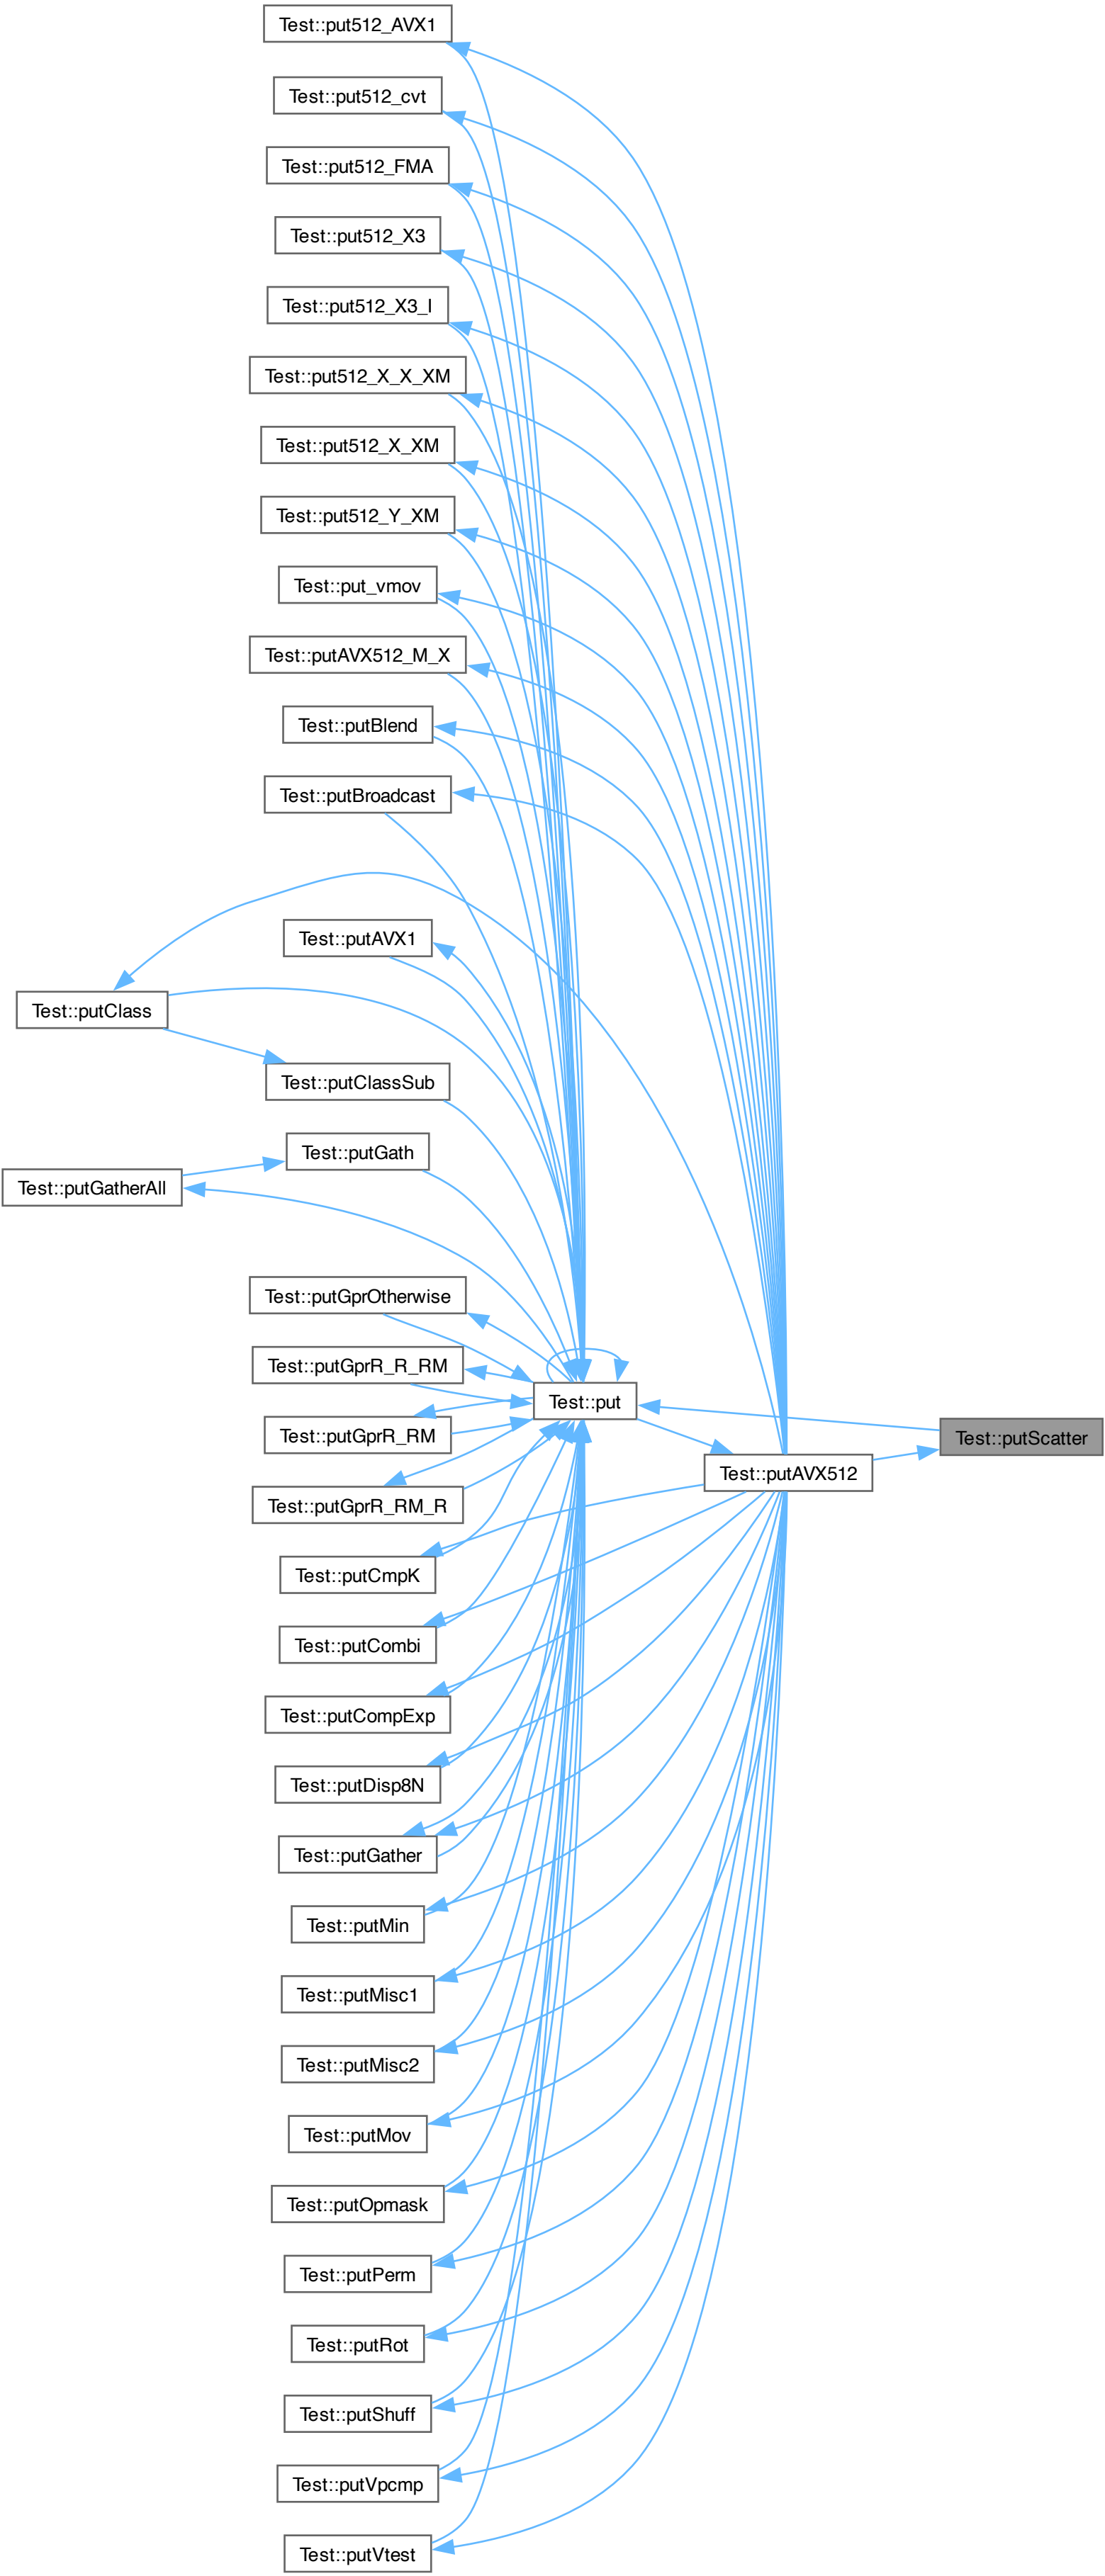 Test::put512_AVX1
Test::put512_cvt
Test::put512_FMA
Test::put512_X3
Test::put512_X3_I
Test::put512_X_X_XM
Test::put512_X_XM
Test::put512_Y_XM
Test::put_vmov
Test::putAVX512_M_X
Test::putBlend
Test::putBroadcast
Test::putAVX1
Test::putClass
Test::putClassSub
Test::putGath
Test::putGatherAll
Test::putGprOtherwise
Test::putGprR_R_RM
Test::put
Test::putGprR_RM
Test::putScatter
Test::putAVX512
Test::putGprR_RM_R
Test::putCmpK
Test::putCombi
Test::putCompExp
Test::putDisp8N
Test::putGather
Test::putMin
Test::putMisc1
Test::putMisc2
Test::putMov
Test::putOpmask
Test::putPerm
Test::putRot
Test::putShuff
Test::putVpcmp
Test::putVtest